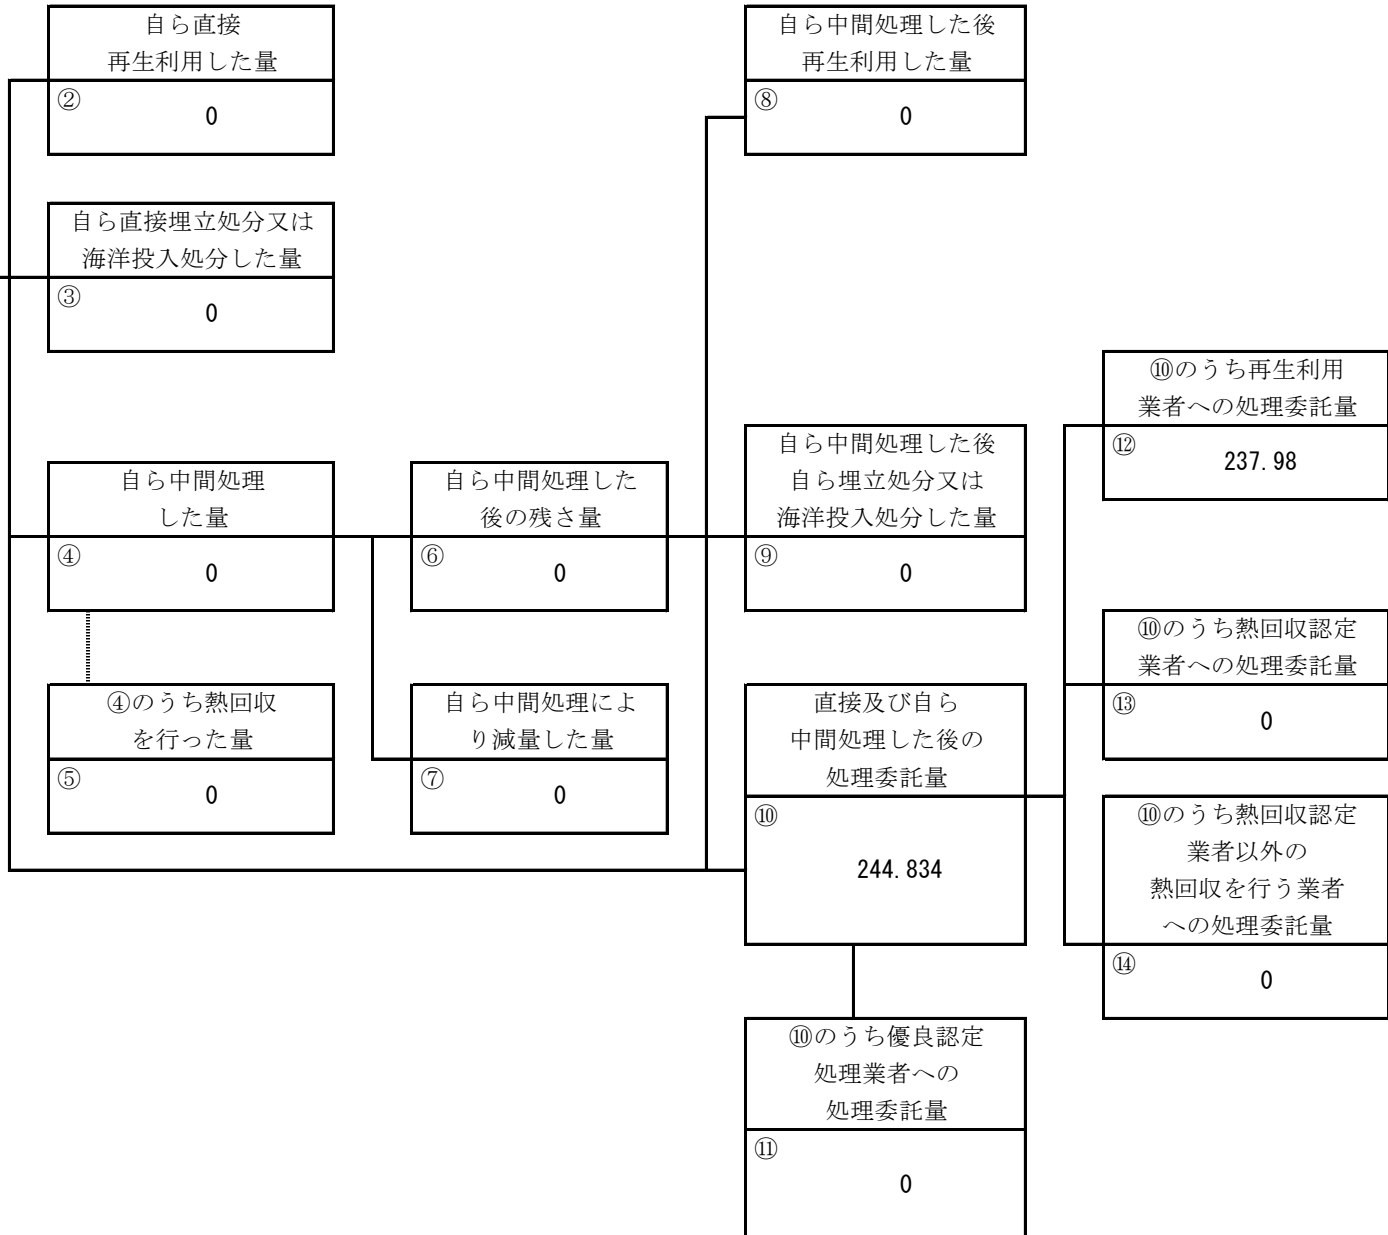 自ら直接
再生利用した量
②
0
自ら中間処理した後
再生利用した量
⑧
0
自ら直接埋立処分又は
海洋投入処分した量
③
0
⑩のうち再生利用
業者への処理委託量
⑫
237.98
自ら中間処理
した量
④
0
自ら中間処理した
後の残さ量
⑥
0
自ら中間処理した後
自ら埋立処分又は
海洋投入処分した量
⑨
0
⑩のうち熱回収認定
業者への処理委託量
⑬
0
④のうち熱回収
を行った量
⑤
0
自ら中間処理によ
り減量した量
⑦
0
直接及び自ら
中間処理した後の
処理委託量
⑩
244.834
⑩のうち熱回収認定
業者以外の
熱回収を行う業者
への処理委託量
⑭
0
⑩のうち優良認定
処理業者への
処理委託量
⑪
0